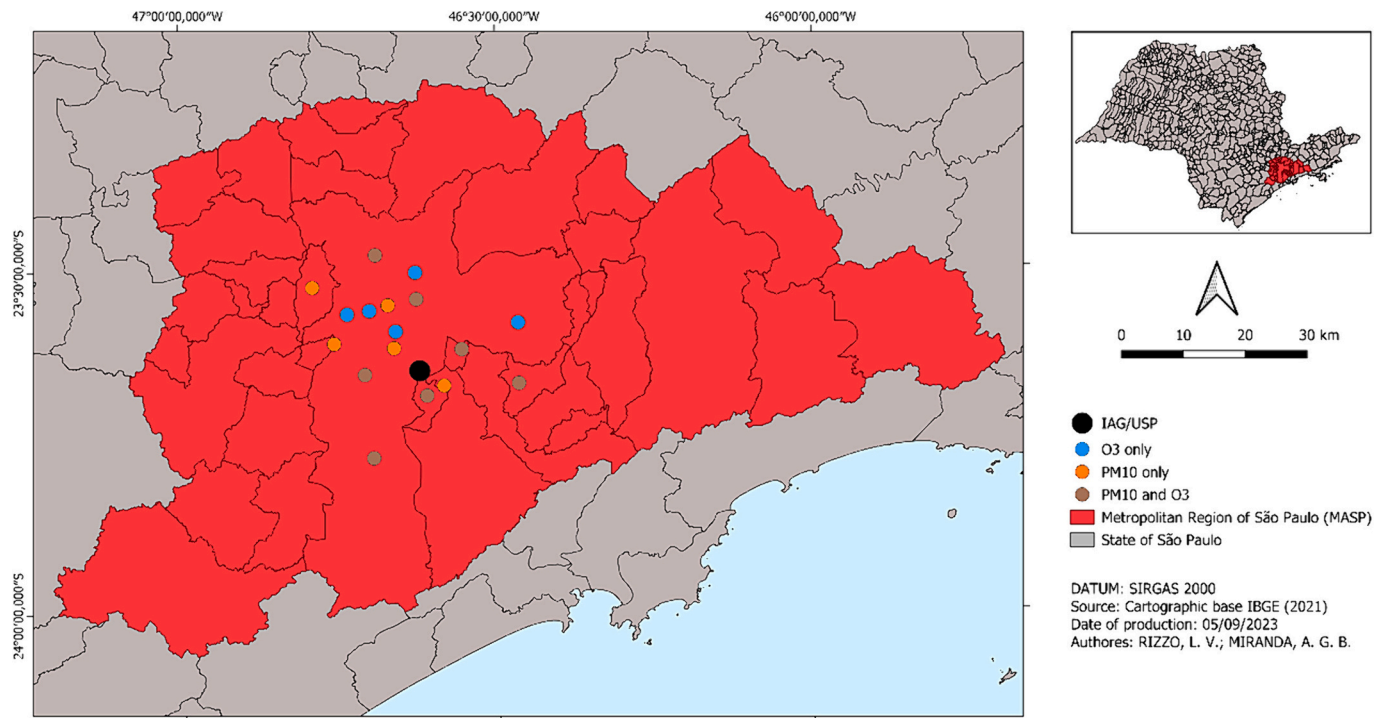 47°00'00,000"W
46°30'00,000"W
46°00'00,000"W
23°30'00,000"S
24°00'00,000"S
0 10 20 30 km
IAG/USP
O3 only
PM10 only
PM10 and O3
Metropolitan Region of São Paulo (MASP)
State of São Paulo
DATUM: SIRGAS 2000
Source: Cartographic base IBGE (2021)
Date of production: 05/09/2023
Authores: RIZZO, L. V.; MIRANDA, A. G. B.